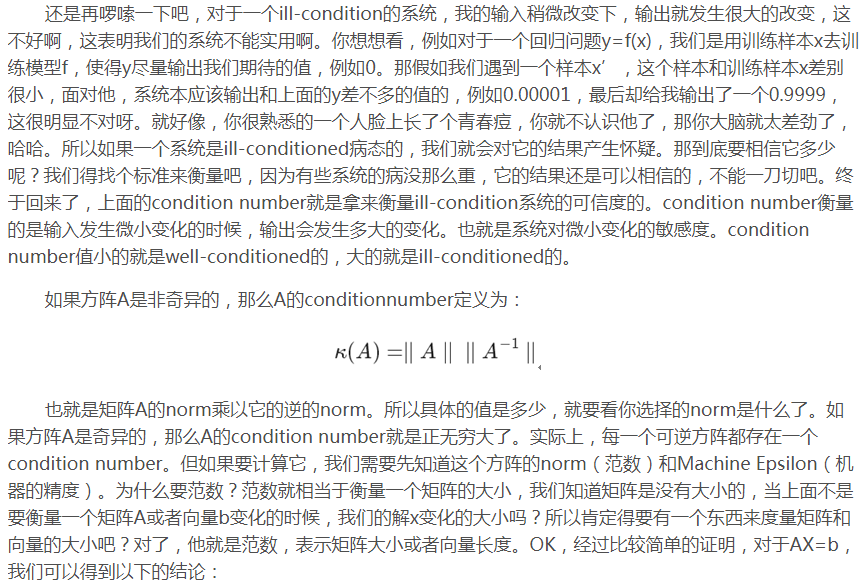 还是再啰嗦一下吧，对于一个ill-condition的系统，我的输入稍微改变下，输出就发生很大的改变，这
不好啊，这表明我们的系统不能实用啊。你想想看，例如对于一个回归问题y=f(x)，我们是用训练样本x去训
练模型f，使得y尽量输出我们期待的值，例如0。那假如我们遇到一个样本x’，这个样本和训练样本x差别
很小，面对他，系统本应该输出和上面的y差不多的值的，例如0.00001，最后却给我输出了一个0.9999，
这很明显不对呀。就好像，你很熟悉的一个人脸上长了个青春痘，你就不认识他了，那你大脑就太差劲了，
哈哈。所以如果一个系统是ill-conditioned病态的，我们就会对它的结果产生怀疑。那到底要相信它多少
呢？我们得找个标准来衡量吧，因为有些系统的病没那么重，它的结果还是可以相信的，不能一刀切吧。终
于回来了，上面的condition number就是拿来衡量ill-condition系统的可信度的。condition number衡量
的是输入发生微小变化的时候，输出会发生多大的变化。也就是系统对微小变化的敏感度。condition
number值小的就是well-conditioned的，大的就是ill-conditioned的。
如果方阵A是非奇异的，那么A的conditionnumber定义为：
κ(A) =‖ A ‖ ‖ A⁻¹ ‖
也就是矩阵A的norm乘以它的逆的norm。所以具体的值是多少，就要看你选择的norm是什么了。如
果方阵A是奇异的，那么A的condition number就是正无穷大了。实际上，每一个可逆方阵都存在一个
condition number。但如果要计算它，我们需要先知道这个方阵的norm（范数）和Machine Epsilon（机
器的精度）。为什么要范数？范数就相当于衡量一个矩阵的大小，我们知道矩阵是没有大小的，当上面不是
要衡量一个矩阵A或者向量b变化的时候，我们的解x变化的大小吗？所以肯定得要有一个东西来度量矩阵和
向量的大小吧？对了，他就是范数，表示矩阵大小或者向量长度。OK，经过比较简单的证明，对于AX=b，
我们可以得到以下的结论：